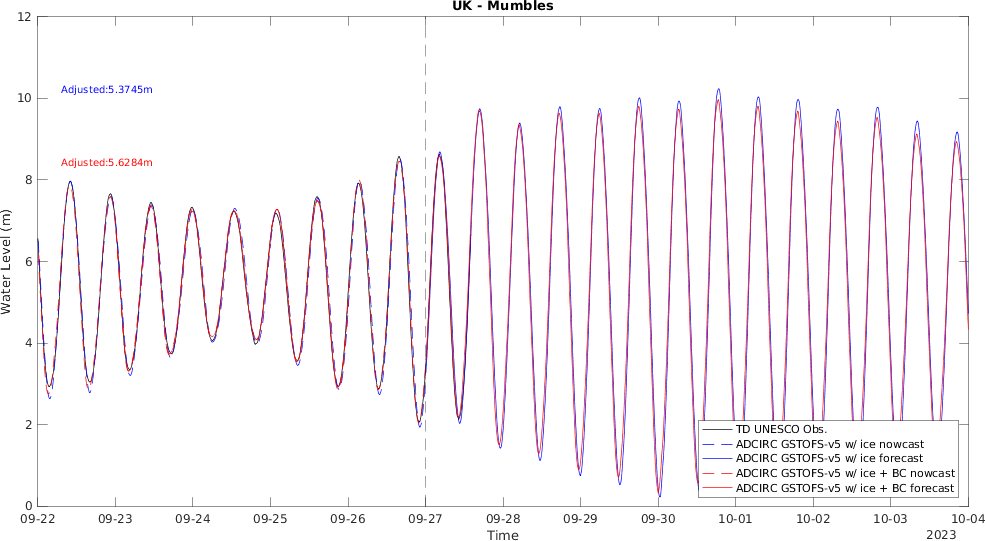 UK - Mumbles
12
10
8
6
4
2
0
Water Level (m)
Adjusted:5.3745m
Adjusted:5.6284m
TD UNESCO Obs.
ADCIRC GSTOFS-v5 w/ ice nowcast
ADCIRC GSTOFS-v5 w/ ice forecast
ADCIRC GSTOFS-v5 w/ ice + BC nowcast
ADCIRC GSTOFS-v5 w/ ice + BC forecast
09-22 09-23 09-24 09-25 09-26 09-27 09-28 09-29 09-30 10-01 10-02 10-03 10-04
Time
2023